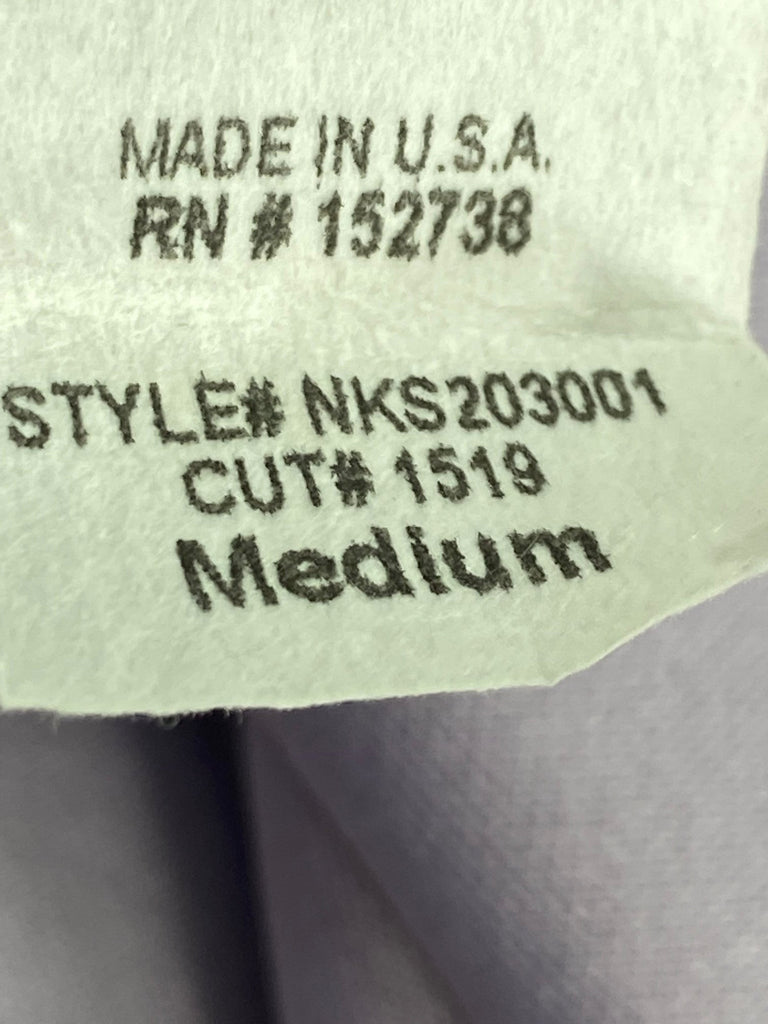 MADE IN U.S.A.
RN # 152738
STYLE# NKS203001
CUT# 1519
Medium